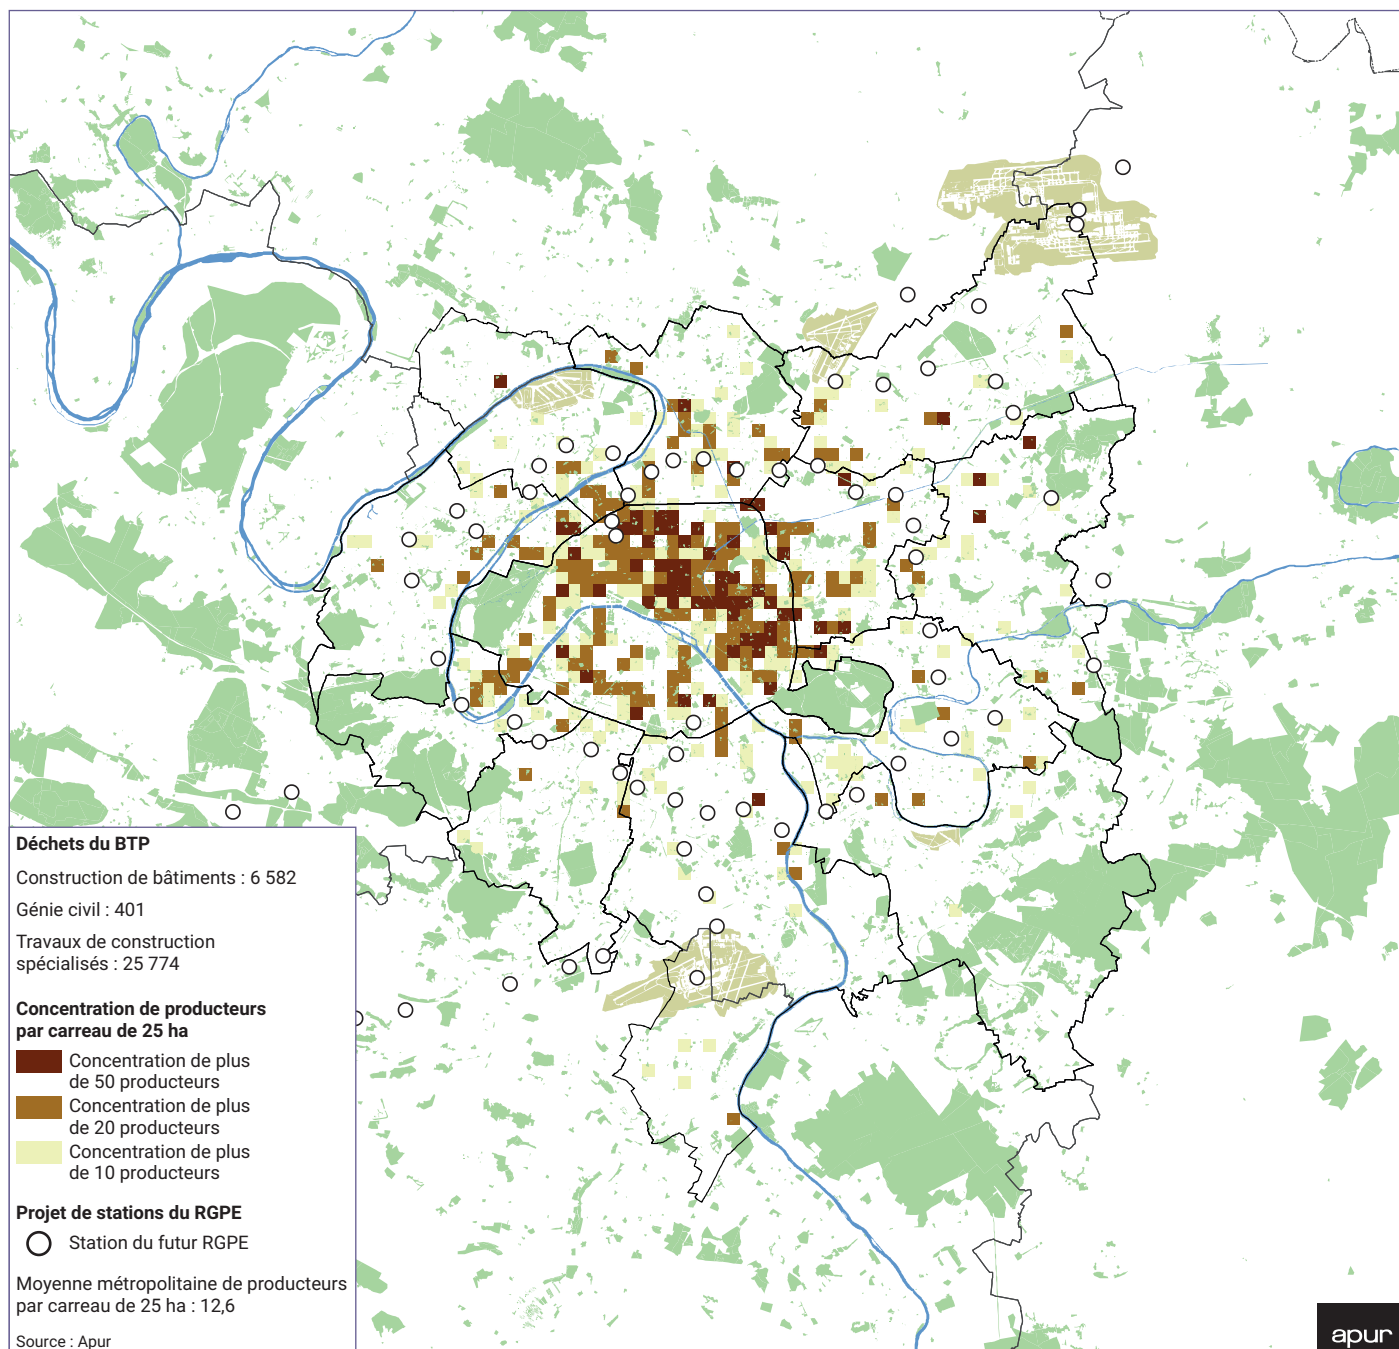 Déchets du BTP
Construction de bâtiments : 6 582
Génie civil : 401
Travaux de construction
spécialisés : 25 774
Concentration de producteurs
par carreau de 25 ha
Concentration de plus
de 50 producteurs
Concentration de plus
de 20 producteurs
Concentration de plus
de 10 producteurs
Projet de stations du RGPE
Station du futur RGPE
Moyenne métropolitaine de producteurs
par carreau de 25 ha : 12,6
Source : Apur
apur